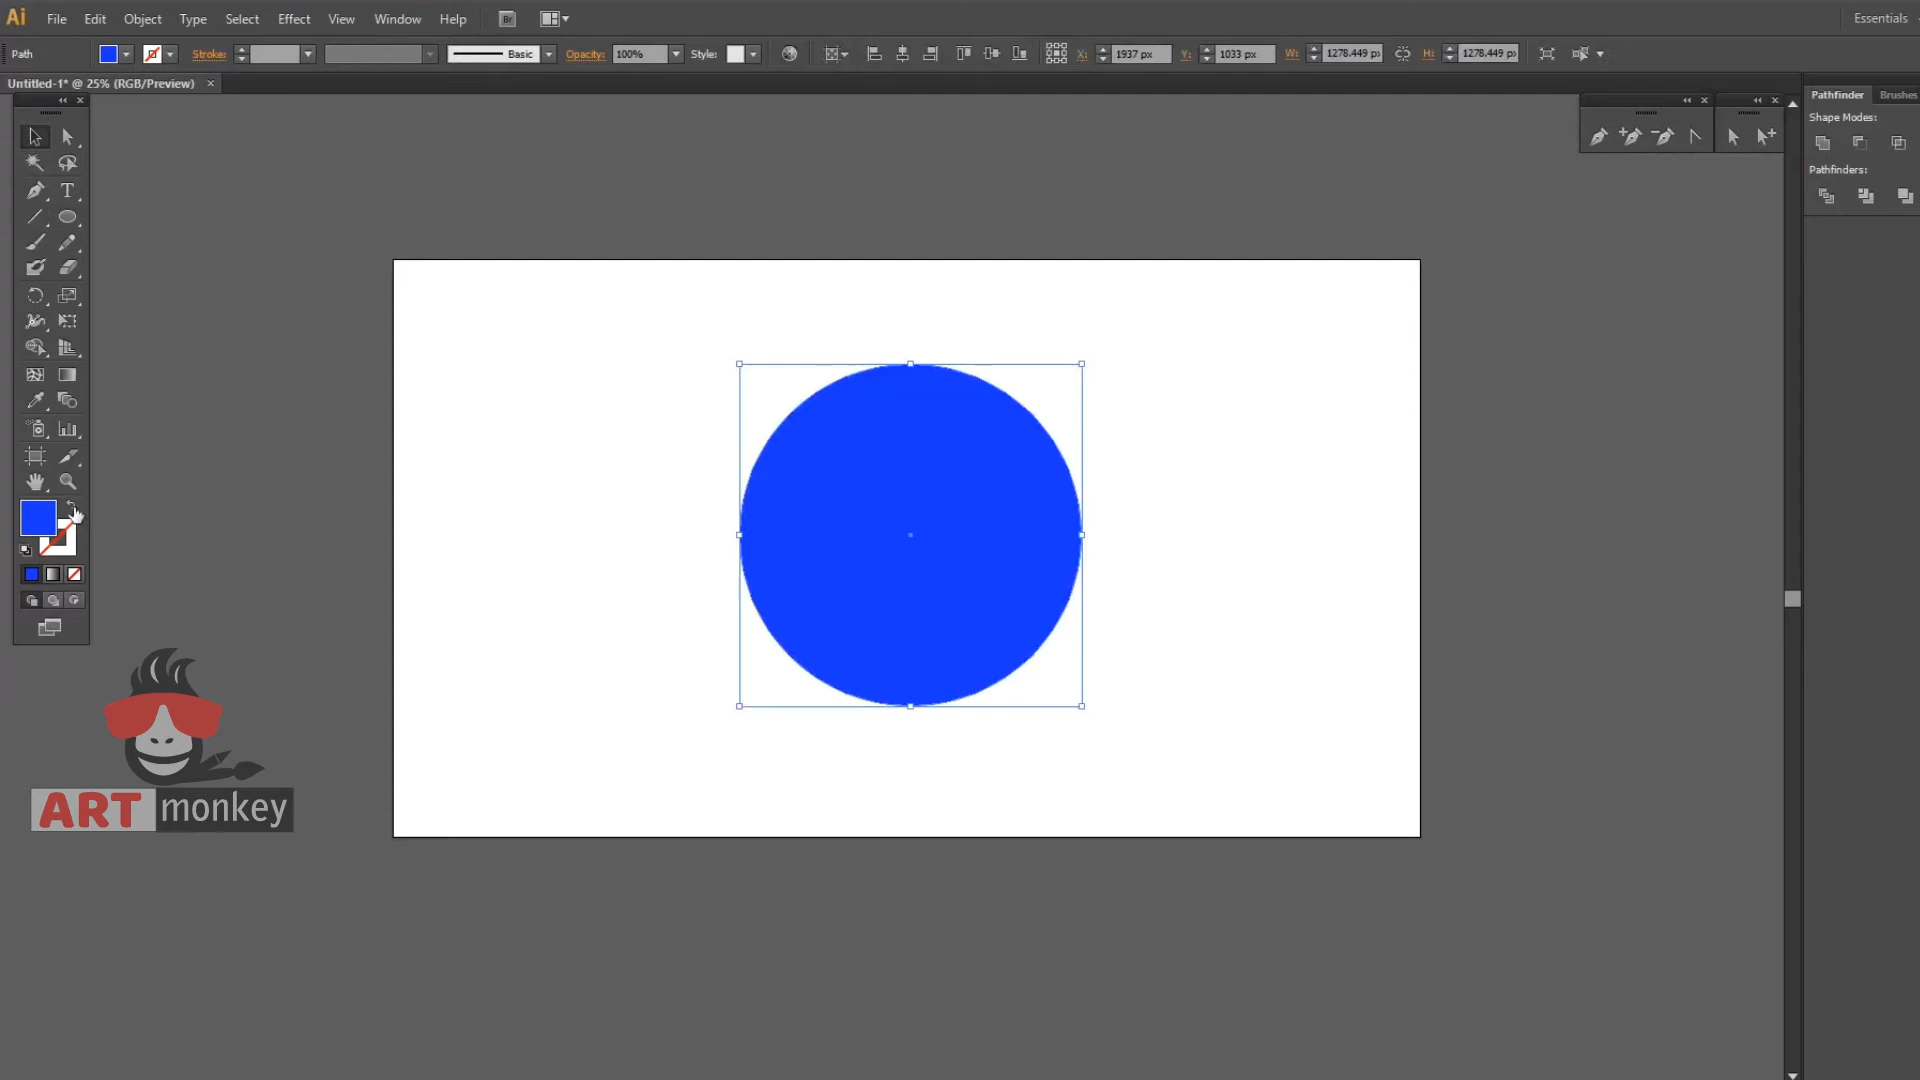 Ai File Edit Object Type Select Effect View Window Help Br Essentials
Path Stroke: Basic Opacity: 100% Style: X: 1937 px Y: 1033 px W: 1278.449 px H: 1278.449 px
Untitled-1* @ 25% (RGB/Preview)
Pathfinder Brushes
Shape Modes:
Pathfinders:
T
ART monkey